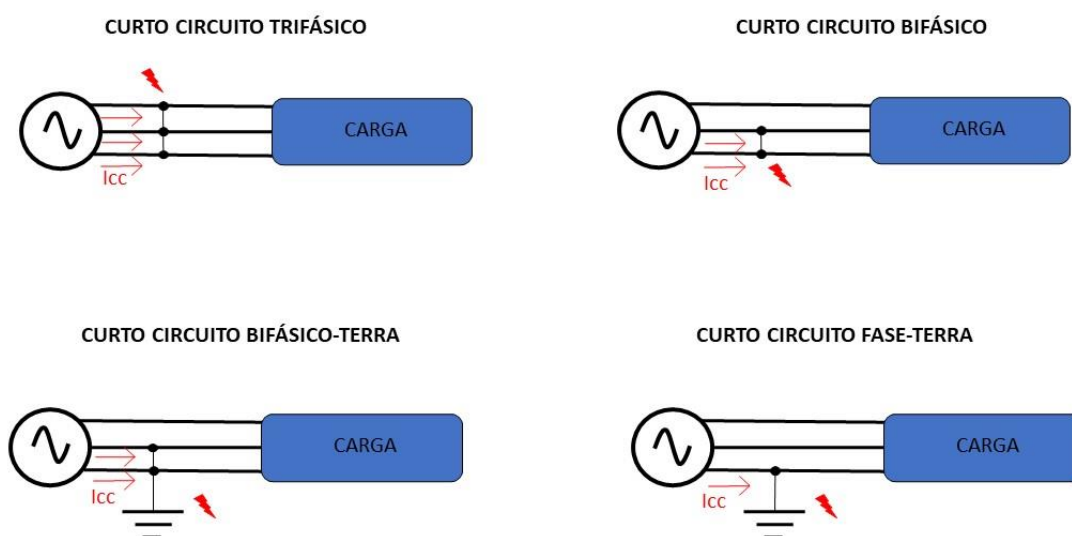 CURTO CIRCUITO TRIFÁSICO
CARGA
Icc
CURTO CIRCUITO BIFÁSICO
CARGA
Icc
CURTO CIRCUITO BIFÁSICO-TERRA
CARGA
Icc
CURTO CIRCUITO FASE-TERRA
CARGA
Icc